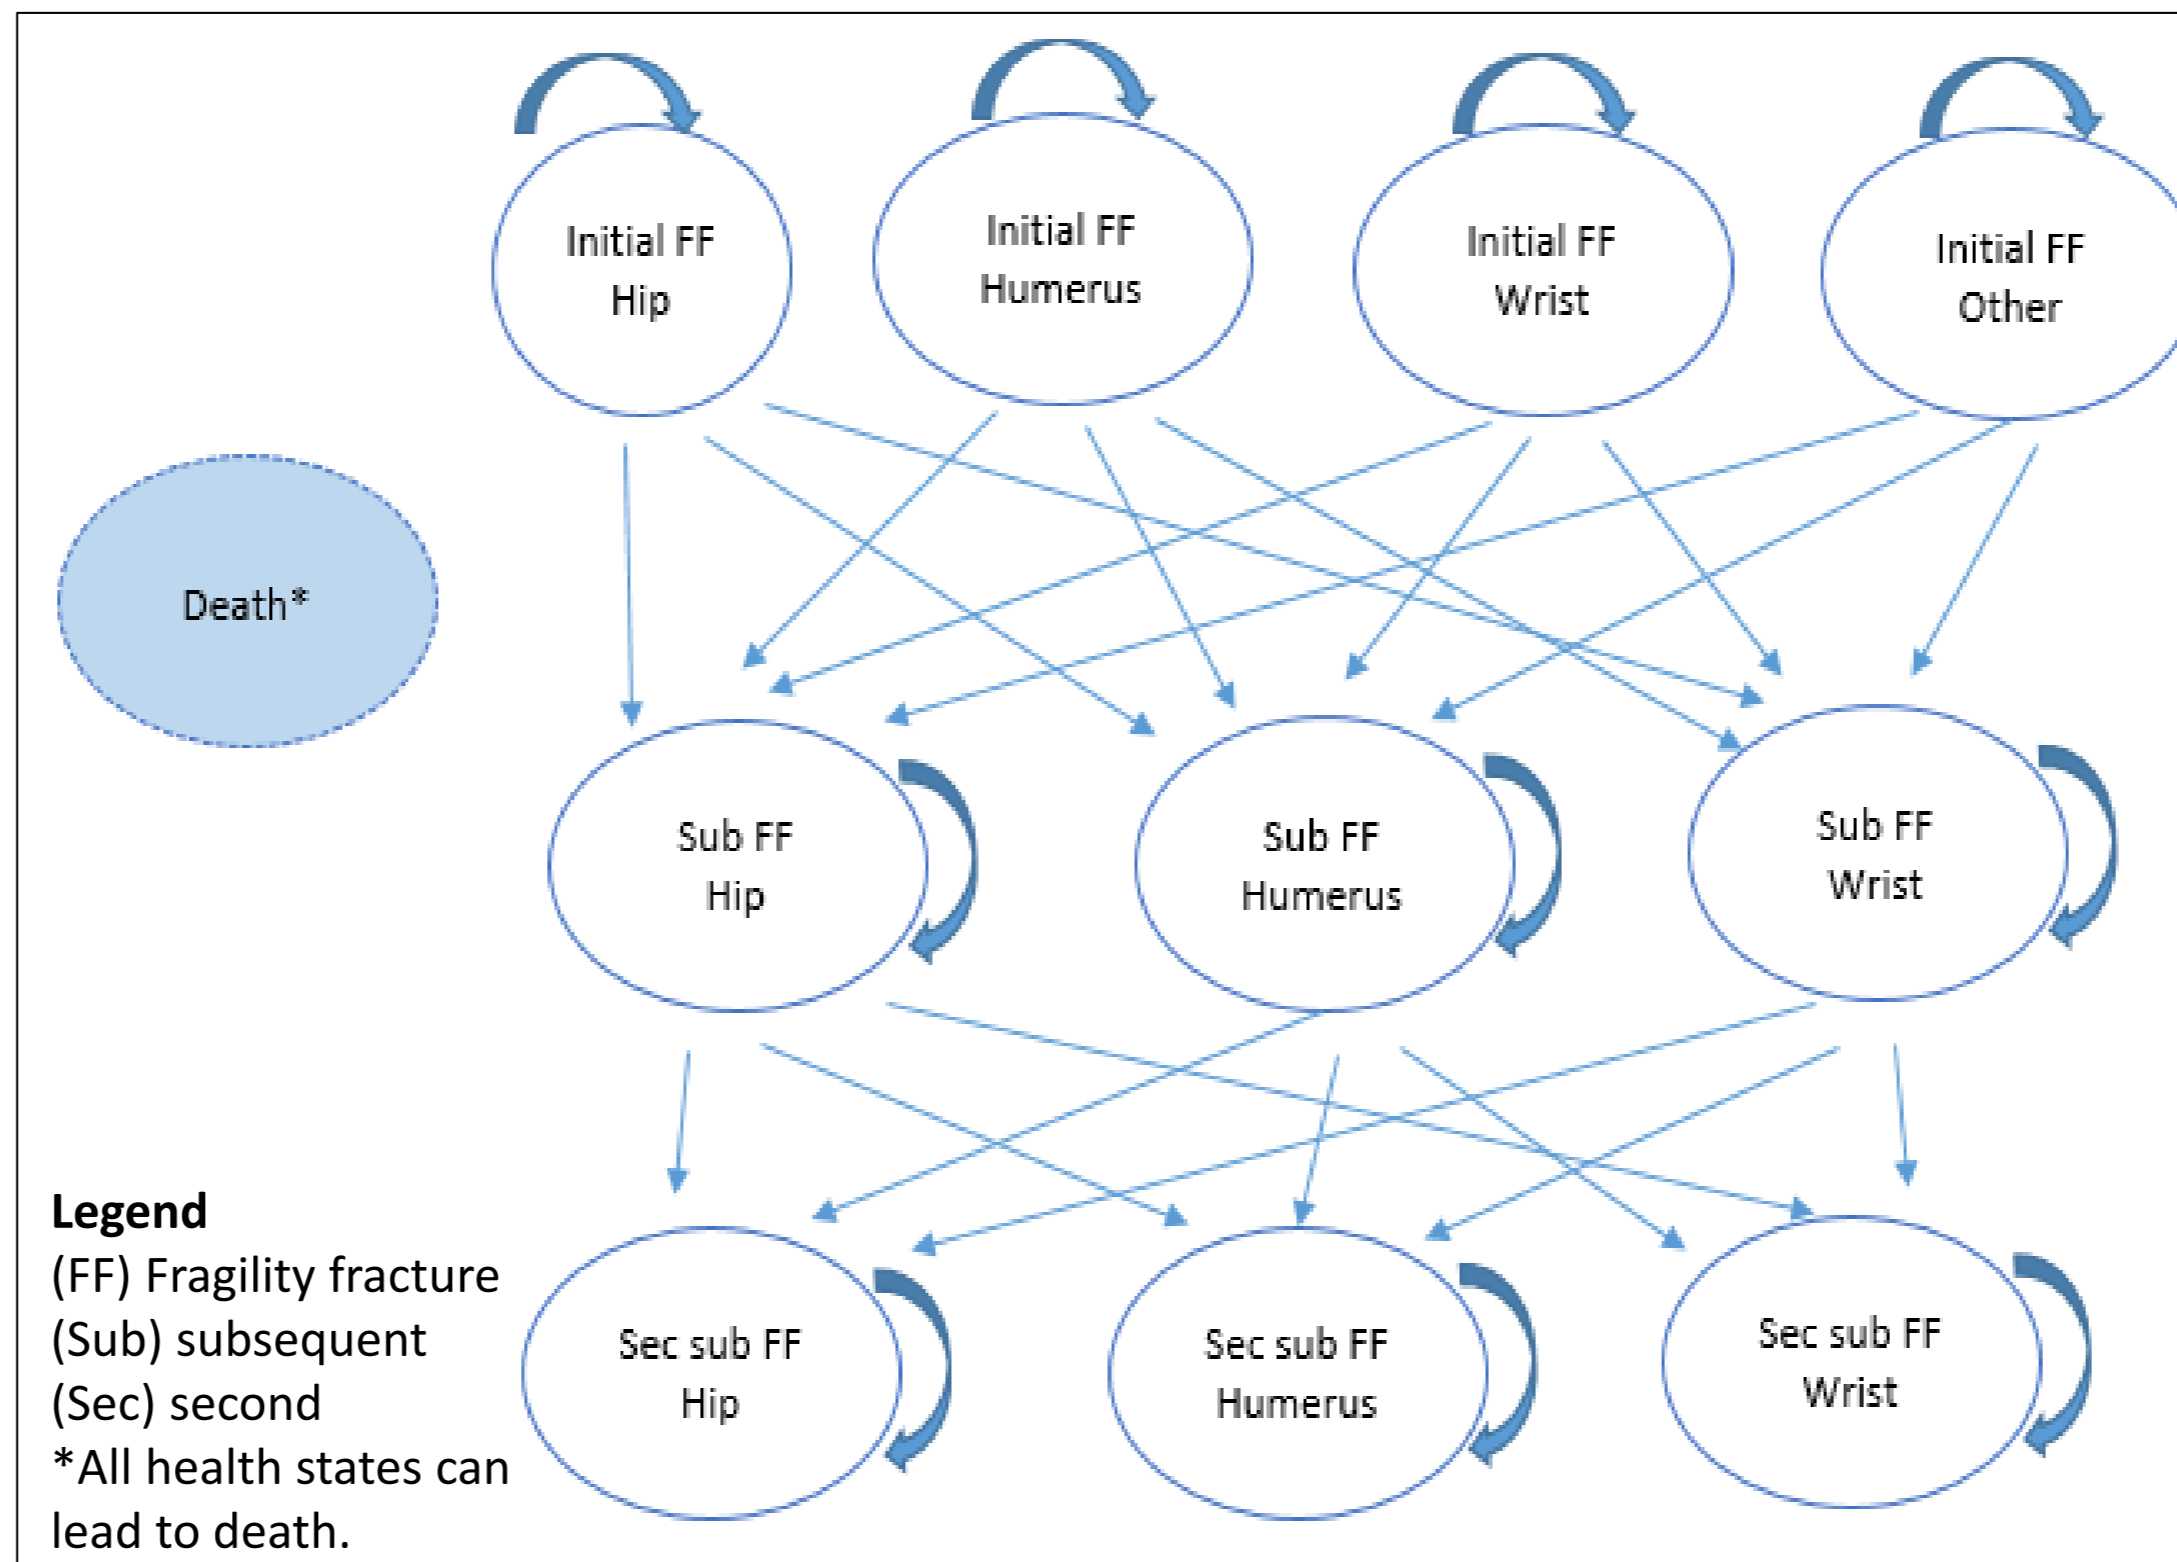 Initial FF
Hip
Initial FF
Humerus
Initial FF
Wrist
Initial FF
Other
Death*
Sub FF
Hip
Sub FF
Humerus
Sub FF
Wrist
Sec sub FF
Hip
Sec sub FF
Humerus
Sec sub FF
Wrist
Legend
(FF) Fragility fracture
(Sub) subsequent
(Sec) second
*All health states can
lead to death.